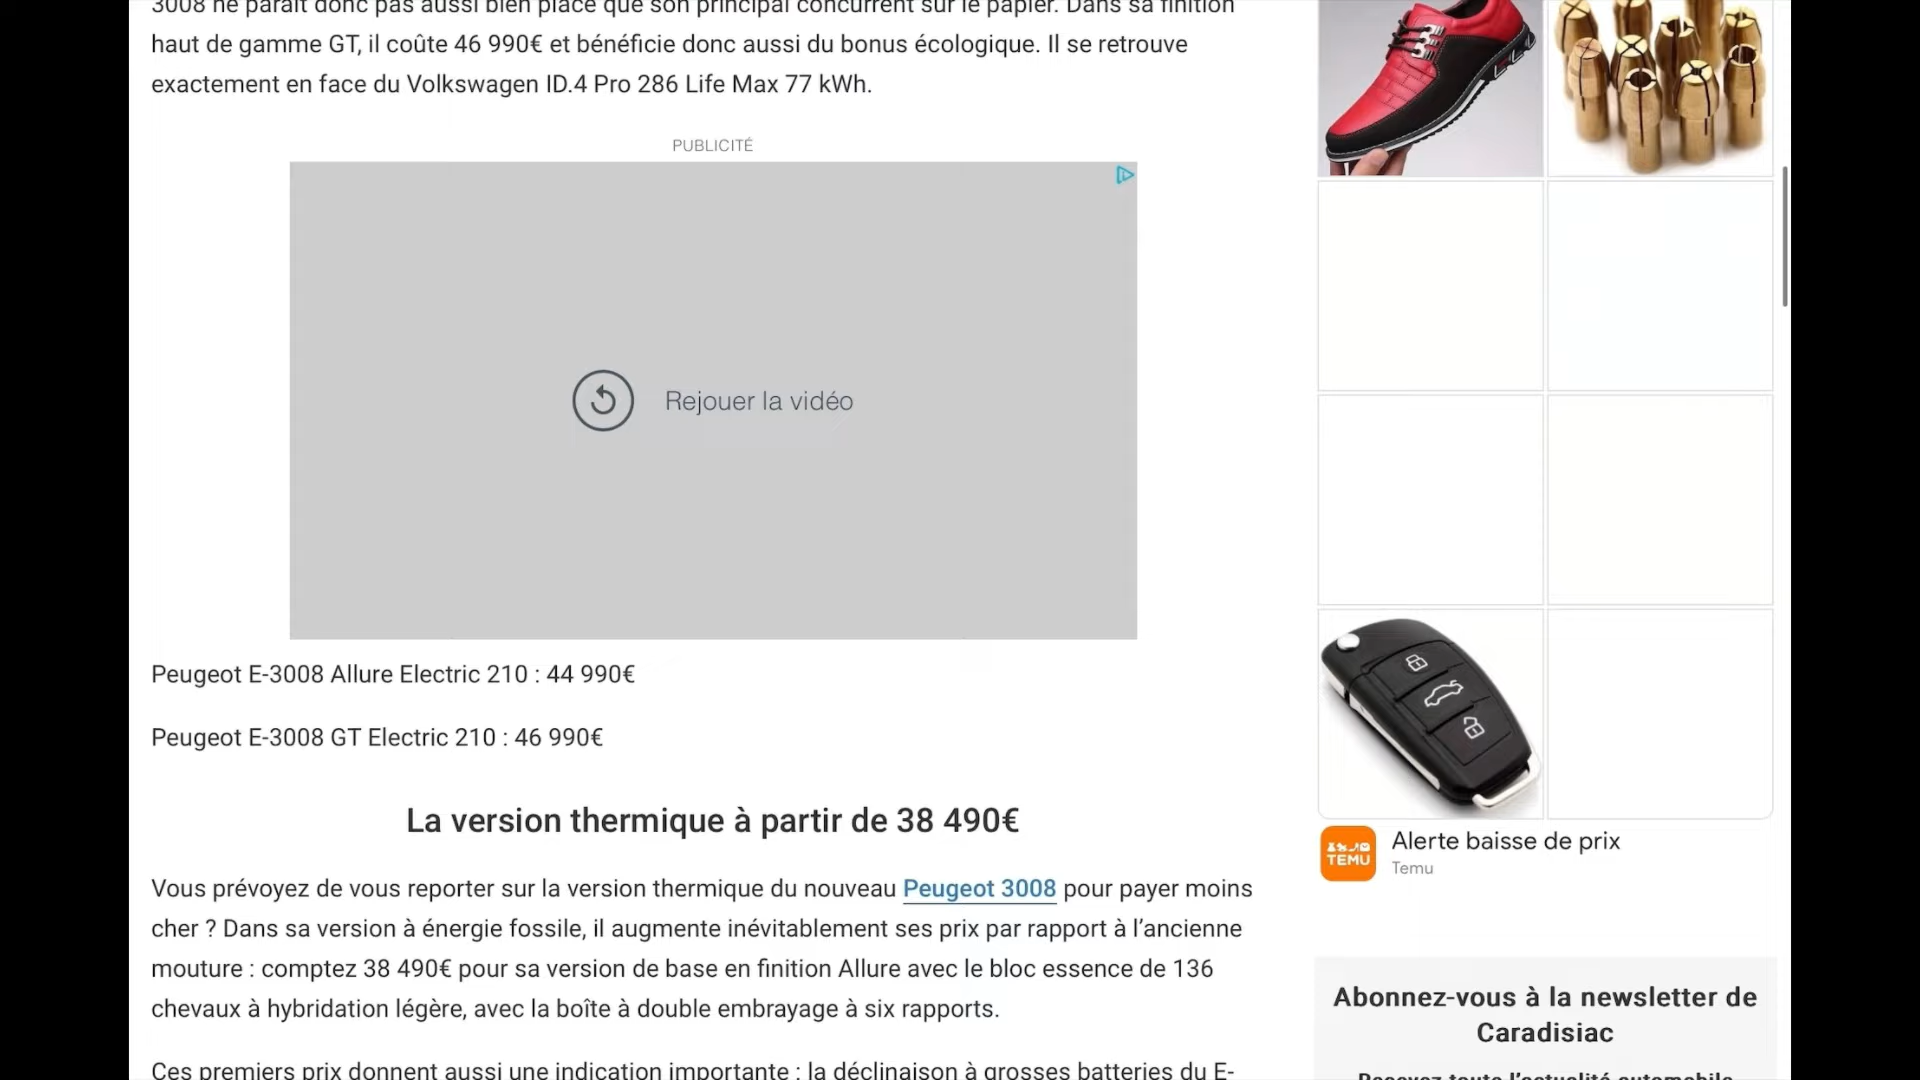 3008 ne paraît donc pas aussi bien placé que son principal concurrent sur le papier. Dans sa finition
haut de gamme GT, il coûte 46 990€ et bénéficie donc aussi du bonus écologique. Il se retrouve
exactement en face du Volkswagen ID.4 Pro 286 Life Max 77 kWh.
PUBLICITÉ
Rejouer la vidéo
Peugeot E-3008 Allure Electric 210 : 44 990€
Peugeot E-3008 GT Electric 210 : 46 990€
La version thermique à partir de 38 490€
Vous prévoyez de vous reporter sur la version thermique du nouveau Peugeot 3008 pour payer moins
cher ? Dans sa version à énergie fossile, il augmente inévitablement ses prix par rapport à l’ancienne
mouture : comptez 38 490€ pour sa version de base en finition Allure avec le bloc essence de 136
chevaux à hybridation légère, avec la boîte à double embrayage à six rapports.
Ces premiers prix donnent aussi une indication importante : la déclinaison à grosses batteries du E-
TEMU
Alerte baisse de prix
Temu
Abonnez-vous à la newsletter de
Caradisiac
Recevez toute l’actualité automobile